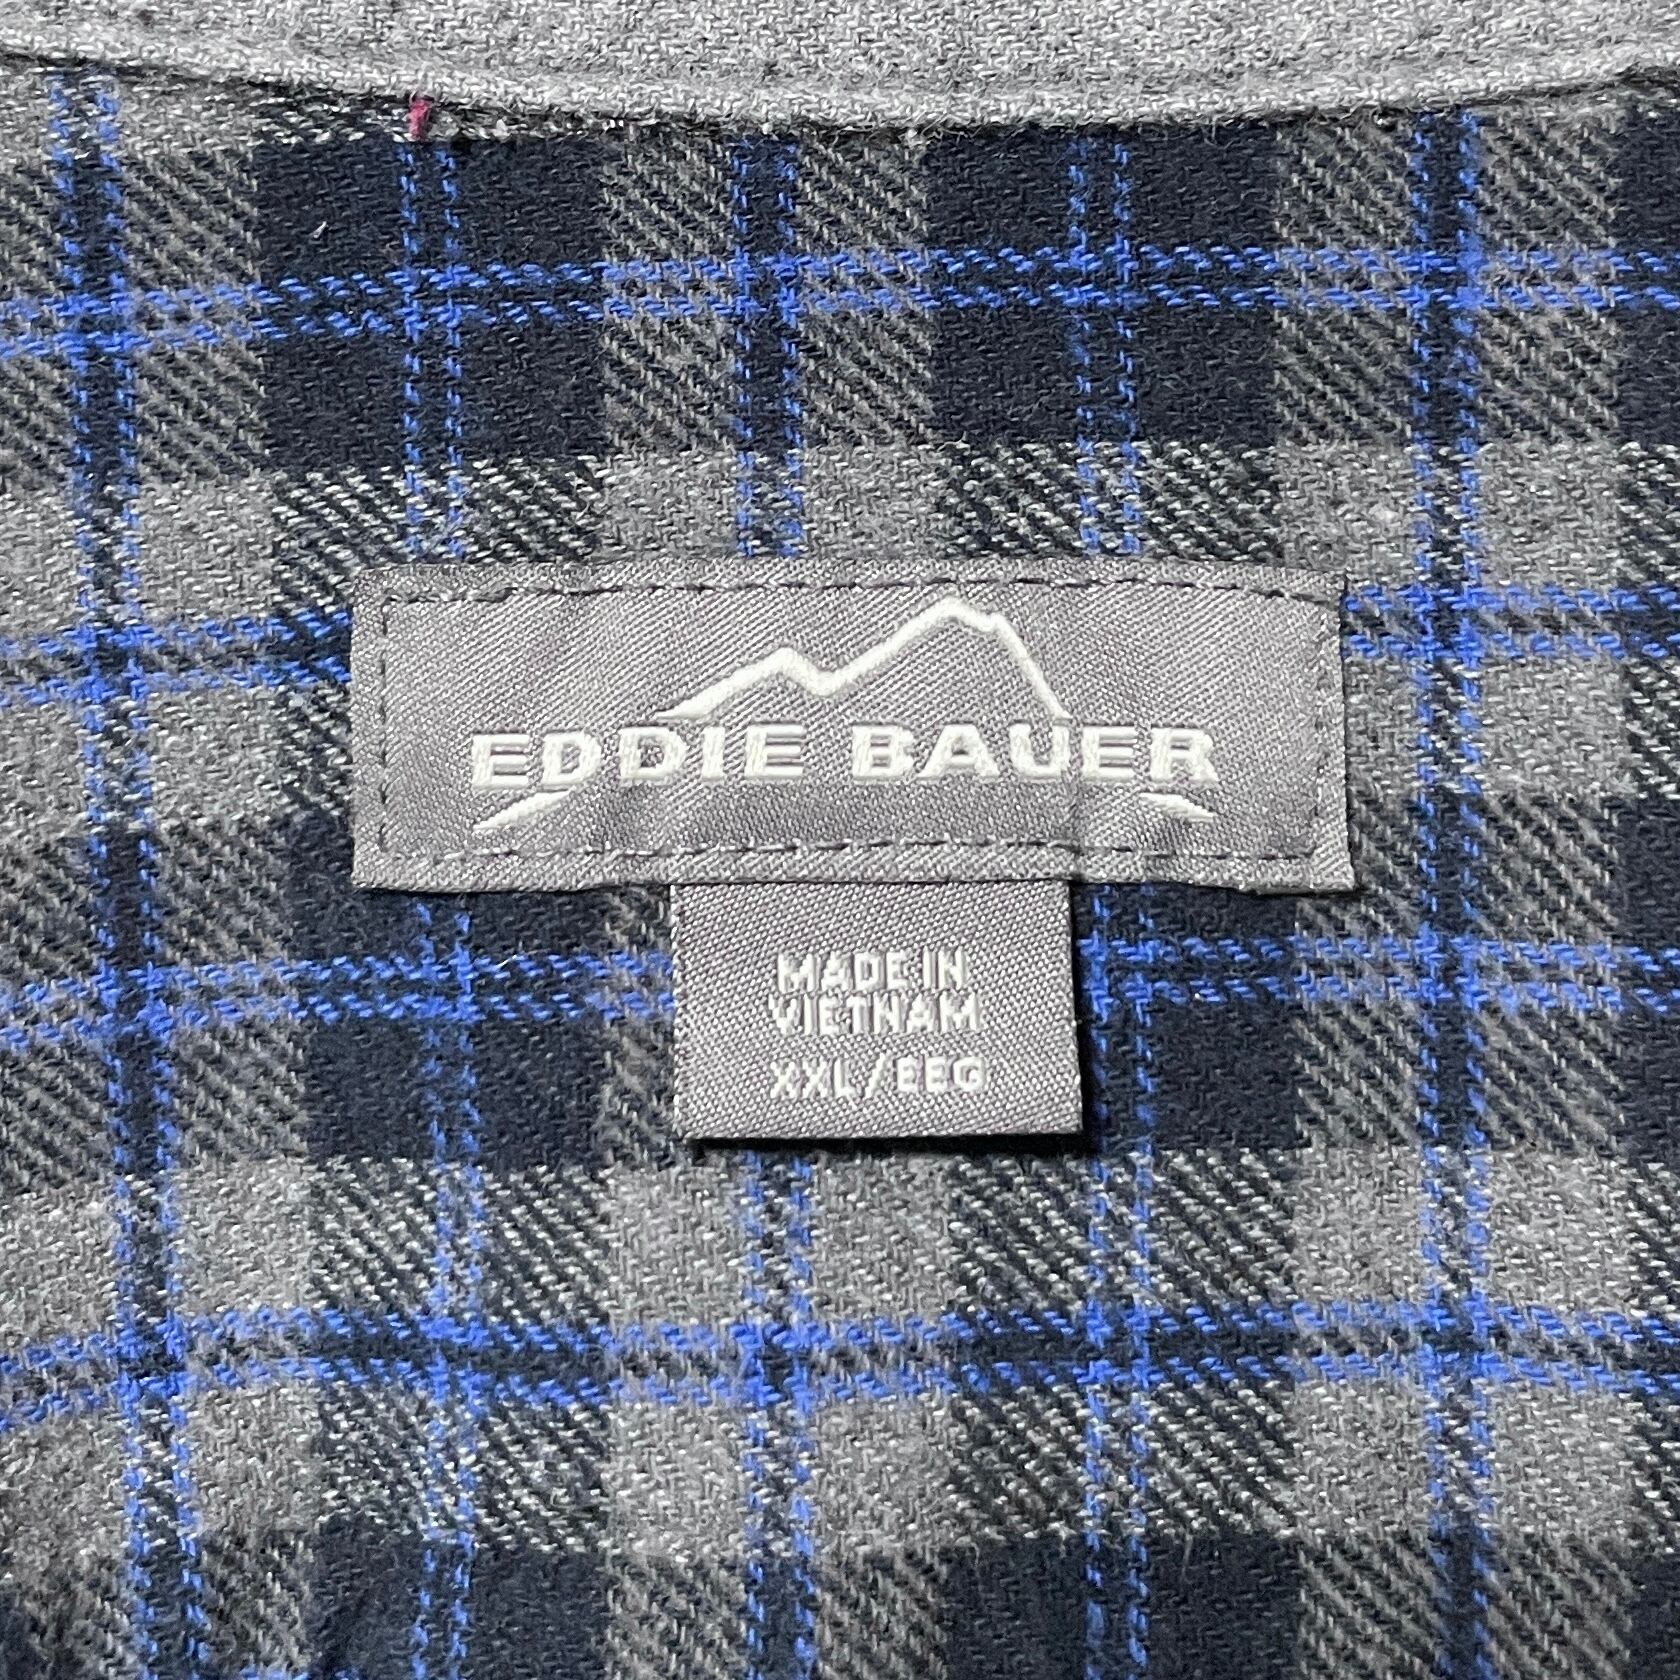 EDDIE BAUER
MADE IN
VIETNAM
XXL/EEG